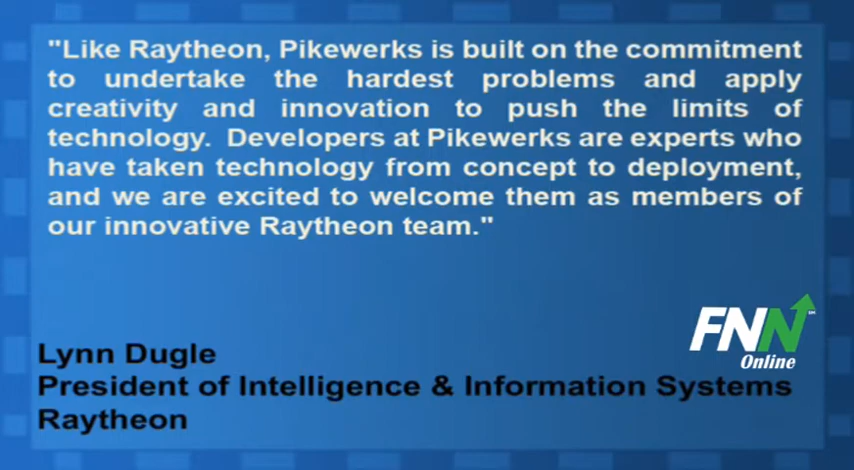 "Like Raytheon, Pikewerks is built on the commitment
to undertake the hardest problems and apply
creativity and innovation to push the limits of
technology. Developers at Pikewerks are experts who
have taken technology from concept to deployment,
and we are excited to welcome them as members of
our innovative Raytheon team."
FNN SM
Online
Lynn Dugle
President of Intelligence & Information Systems
Raytheon